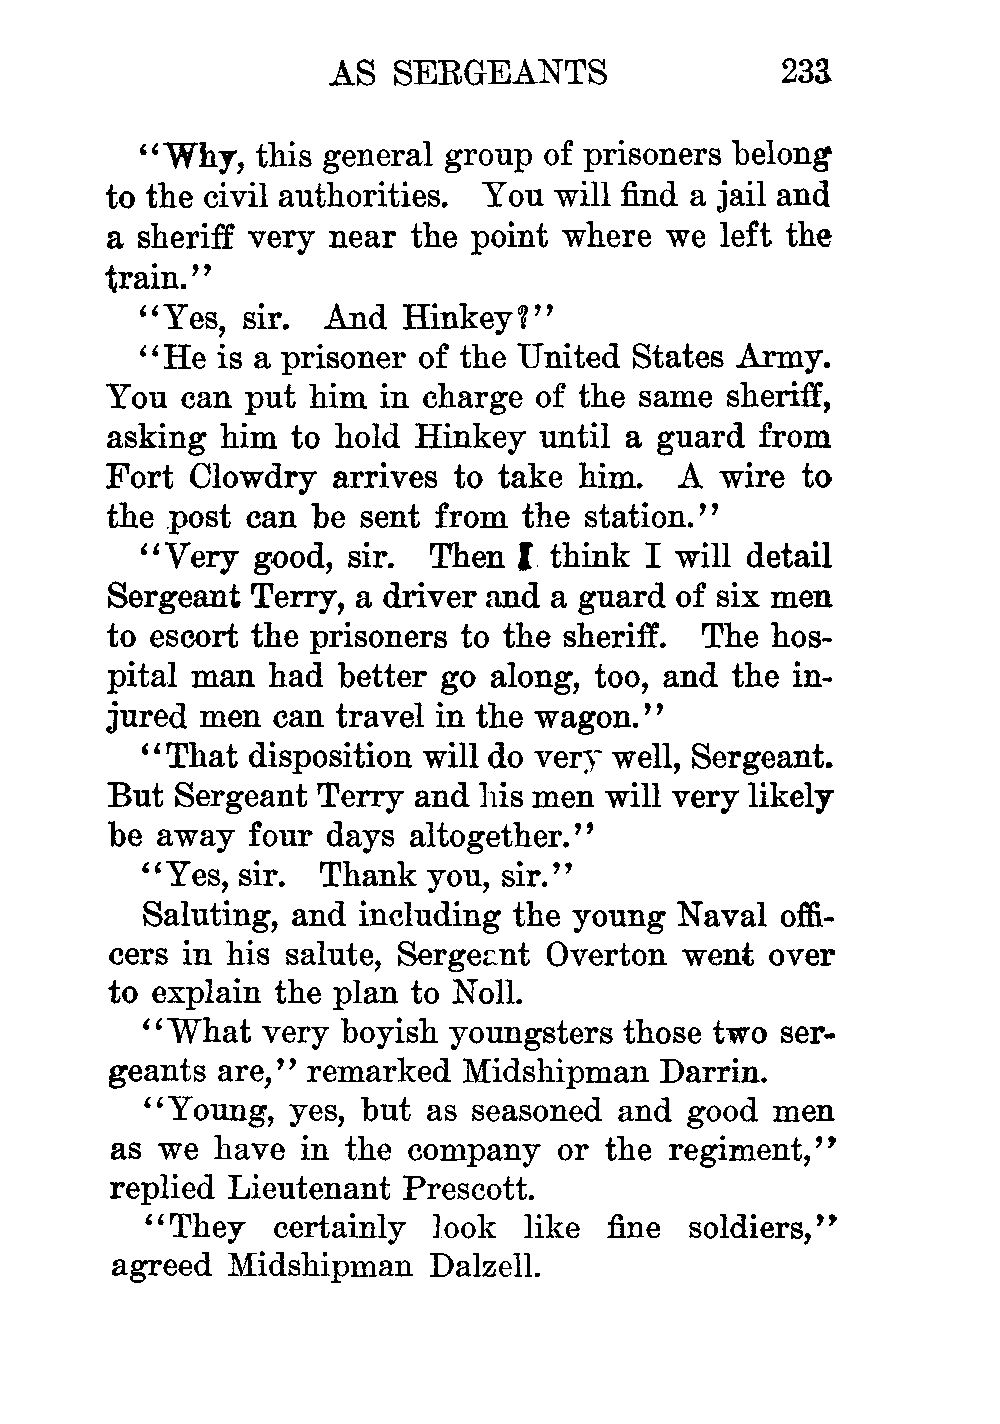 AS SERGEANTS 233
“Why, this general group of prisoners belong
to the civil authorities. You will find a jail and
a sheriff very near the point where we left the
train.”
“Yes, sir. And Hinkey?”
“He is a prisoner of the United States Army.
You can put him in charge of the same sheriff,
asking him to hold Hinkey until a guard from
Fort Clowdry arrives to take him. A wire to
the post can be sent from the station.”
“Very good, sir. Then I think I will detail
Sergeant Terry, a driver and a guard of six men
to escort the prisoners to the sheriff. The hos-
pital man had better go along, too, and the in-
jured men can travel in the wagon.”
“That disposition will do very well, Sergeant.
But Sergeant Terry and his men will very likely
be away four days altogether.”
“Yes, sir. Thank you, sir.”
Saluting, and including the young Naval offi-
cers in his salute, Sergeant Overton went over
to explain the plan to Noll.
“What very boyish youngsters those two ser-
geants are,” remarked Midshipman Darrin.
“Young, yes, but as seasoned and good men
as we have in the company or the regiment,”
replied Lieutenant Prescott.
“They certainly look like fine soldiers,”
agreed Midshipman Dalzell.